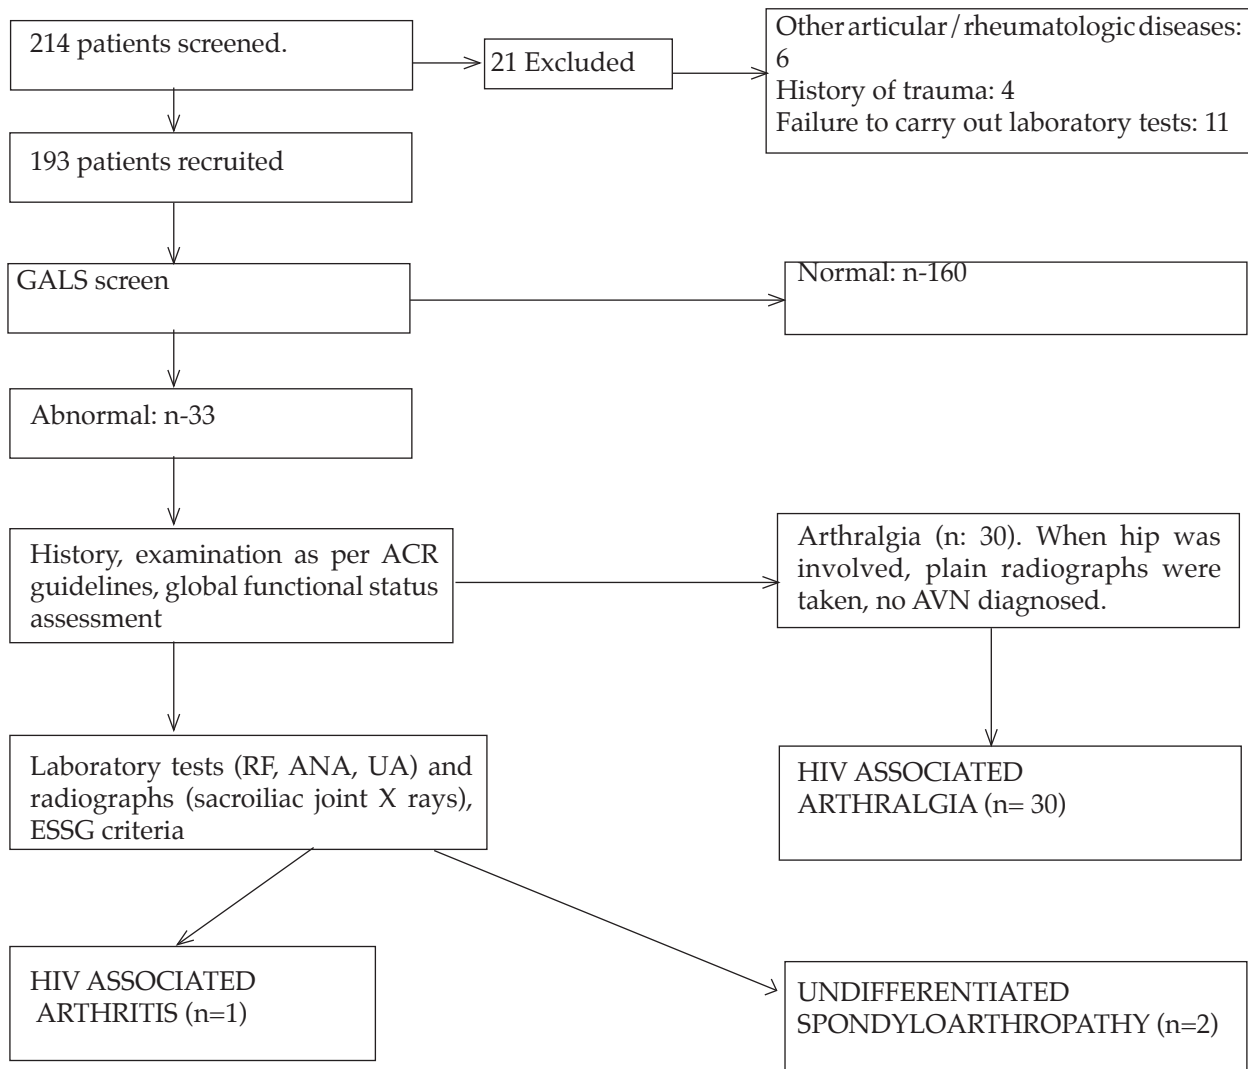 214 patients screened.
21 Excluded
Other articular / rheumatologic diseases:
6
History of trauma: 4
Failure to carry out laboratory tests: 11
193 patients recruited
GALS screen
Normal: n-160
Abnormal: n-33
History, examination as per ACR
guidelines, global functional status
assessment
Arthralgia (n: 30). When hip was
involved, plain radiographs were
taken, no AVN diagnosed.
Laboratory tests (RF, ANA, UA) and
radiographs (sacroiliac joint X rays),
ESSG criteria
HIV ASSOCIATED
ARTHRALGIA (n= 30)
HIV ASSOCIATED
ARTHRITIS (n=1)
UNDIFFERENTIATED
SPONDYLOARTHROPATHY (n=2)